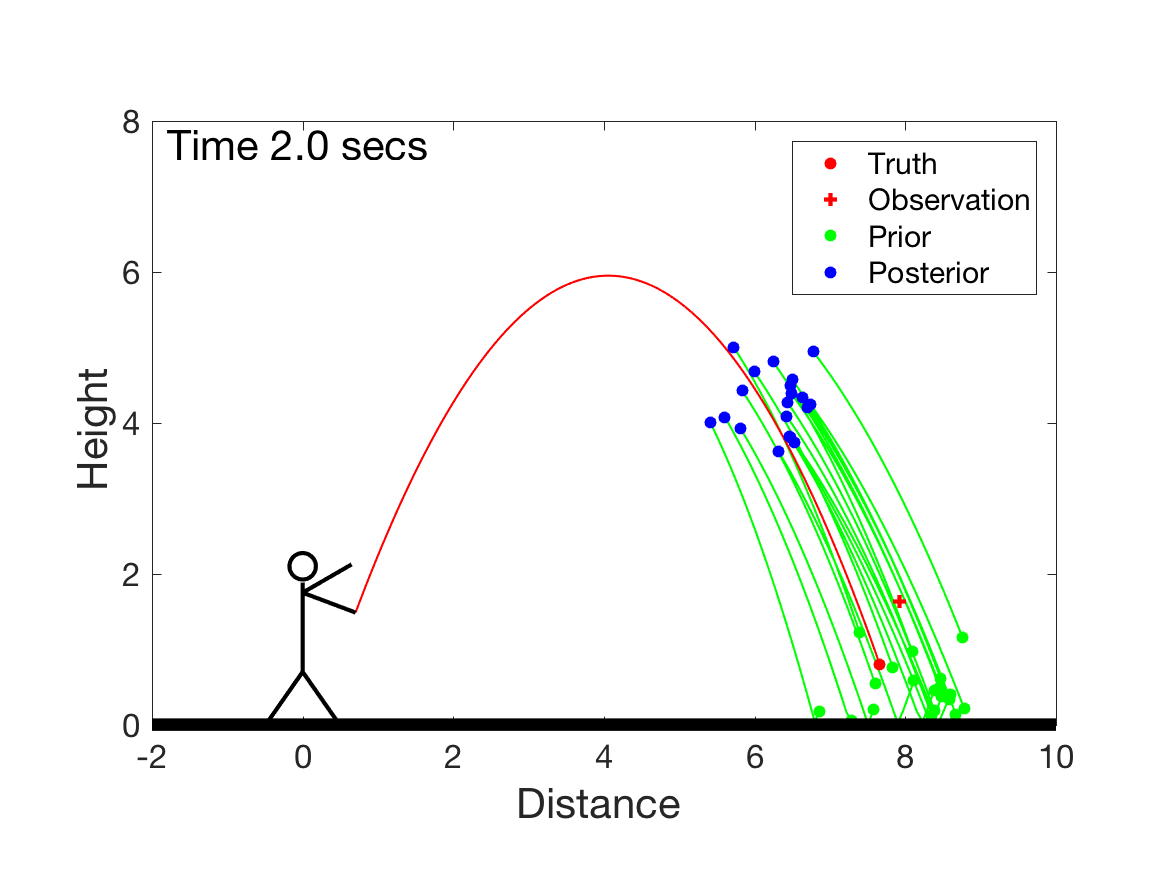 Time 2.0 secs
Truth
Observation
Prior
Posterior
8
6
4
2
0
Height
-2
0
2
4
6
8
10
Distance